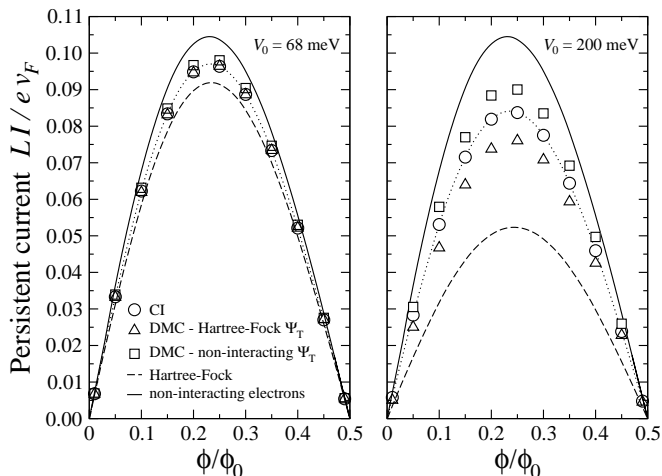 Persistent current L I / e v_F
0.11
0.10
0.09
0.08
0.07
0.06
0.05
0.04
0.03
0.02
0.01
0.00
V₀ = 68 meV
CI
DMC - Hartree-Fock Ψ_T
DMC - non-interacting Ψ_T
Hartree-Fock
non-interacting electrons
0 0.1 0.2 0.3 0.4 0.5
ϕ/ϕ₀
V₀ = 200 meV
0 0.1 0.2 0.3 0.4 0.5
ϕ/ϕ₀